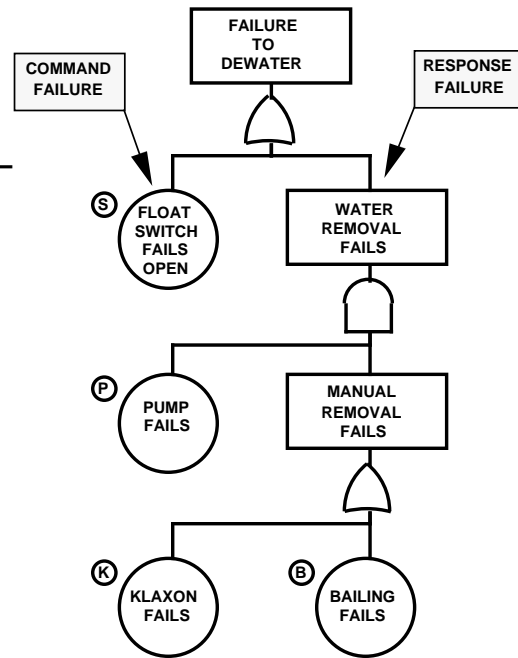 FAILURE
TO
DEWATER
COMMAND
FAILURE
RESPONSE
FAILURE
S
FLOAT
SWITCH
FAILS
OPEN
WATER
REMOVAL
FAILS
P
PUMP
FAILS
MANUAL
REMOVAL
FAILS
K
KLAXON
FAILS
B
BAILING
FAILS